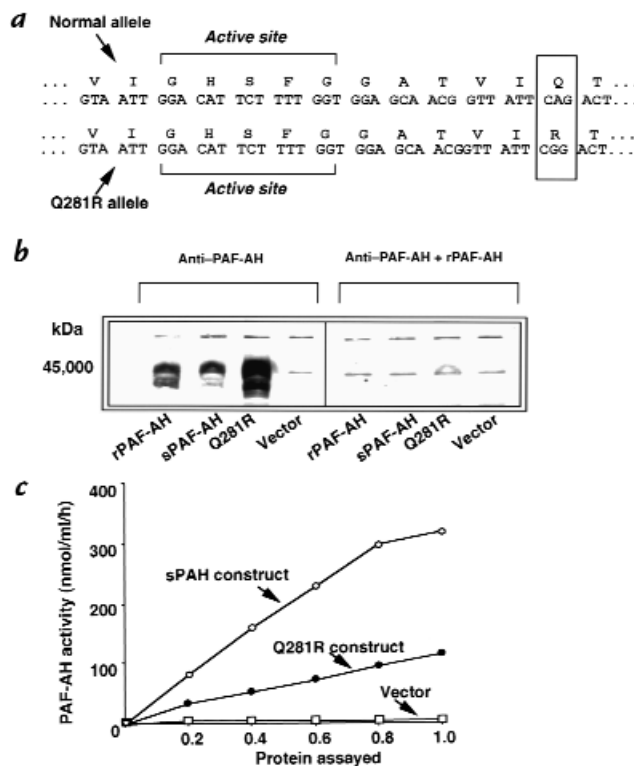 a
Normal allele
Active site
V I G H S F G G A T V I Q T
... GTA ATT GGA CAT TCT TTT GGT GGA GCA ACG GTT ATT CAG ACT...
V I G H S F G G A T V I R T
... GTA ATT GGA CAT TCT TTT GGT GGA GCA ACGGTT ATT CGG ACT...
Active site
Q281R allele
b
Anti–PAF-AH
Anti–PAF-AH + rPAF-AH
kDa
45,000
rPAF-AH sPAF-AH Q281R Vector rPAF-AH sPAF-AH Q281R Vector
c
400
300
200
100
0
PAF-AH activity (nmol/ml/h)
sPAH construct
Q281R construct
Vector
0.2 0.4 0.6 0.8 1.0
Protein assayed